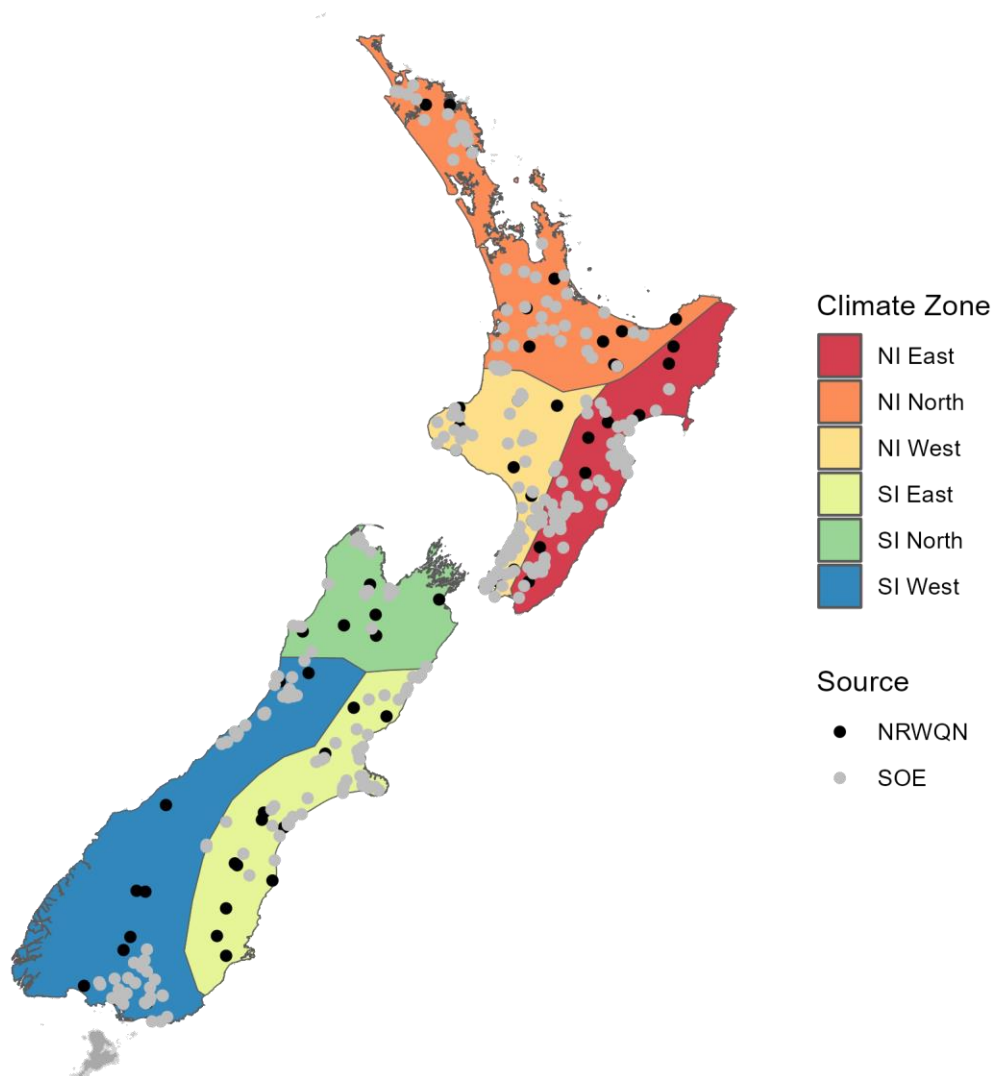 Climate Zone
NI East
NI North
NI West
SI East
SI North
SI West
Source
NRWQN
SOE